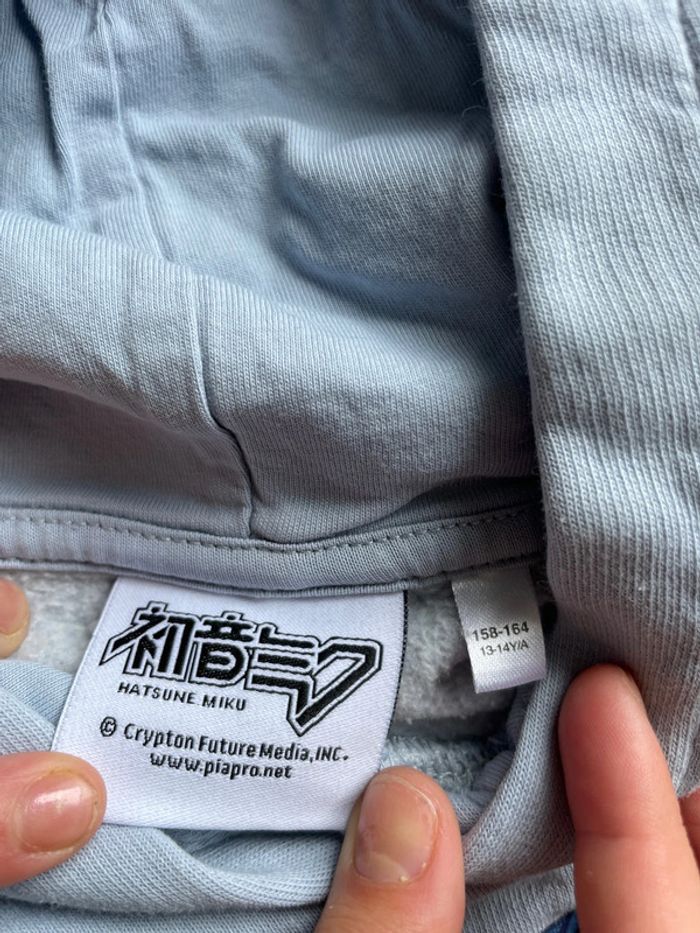 初音ミク
HATSUNE MIKU
© Crypton Future Media, INC.
www.piapro.net
158-164
13-14Y/A